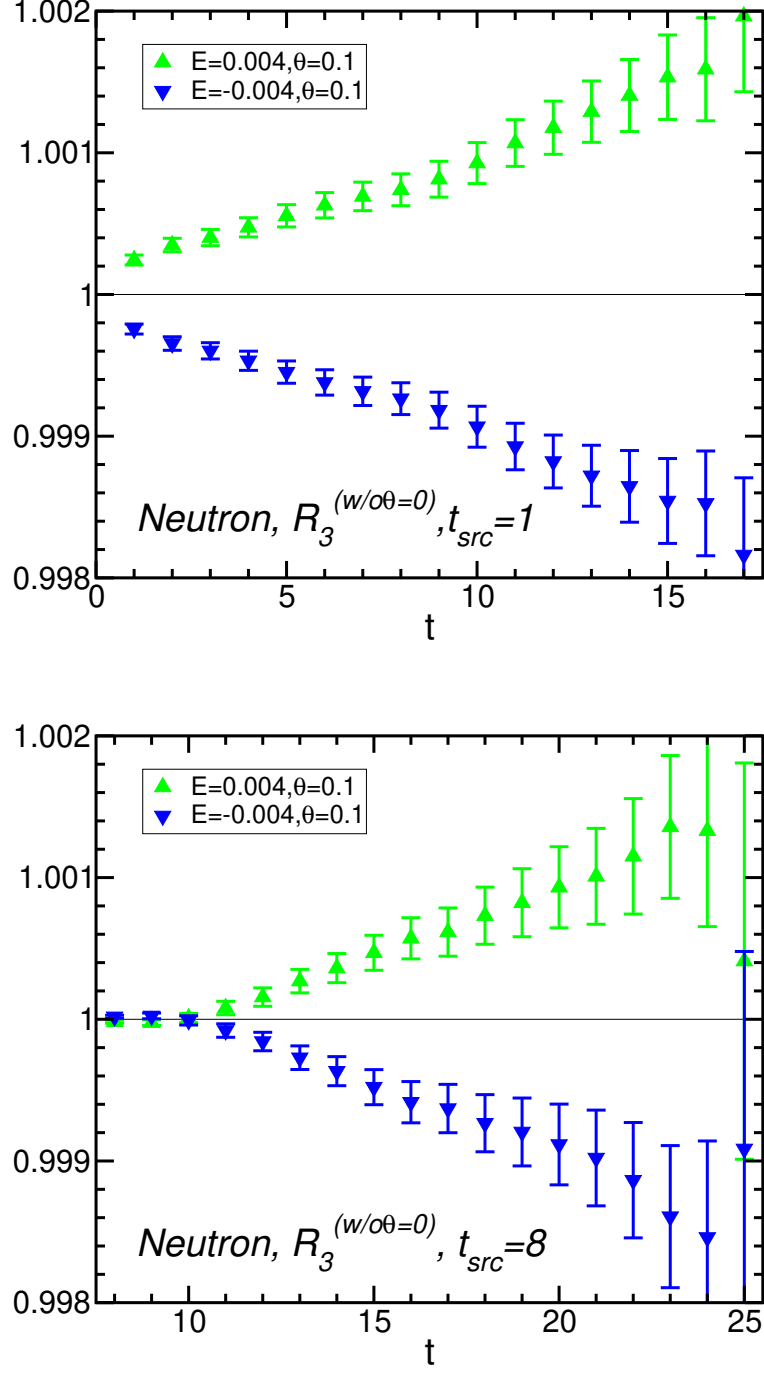 1.002
E=0.004,θ=0.1
E=-0.004,θ=0.1
1.001
1
0.999
Neutron, R₃^(w/oθ=0), t_src=1
0.998
0 5 10 15
t
1.002
E=0.004,θ=0.1
E=-0.004,θ=0.1
1.001
1
0.999
Neutron, R₃^(w/oθ=0), t_src=8
0.998
10 15 20 25
t